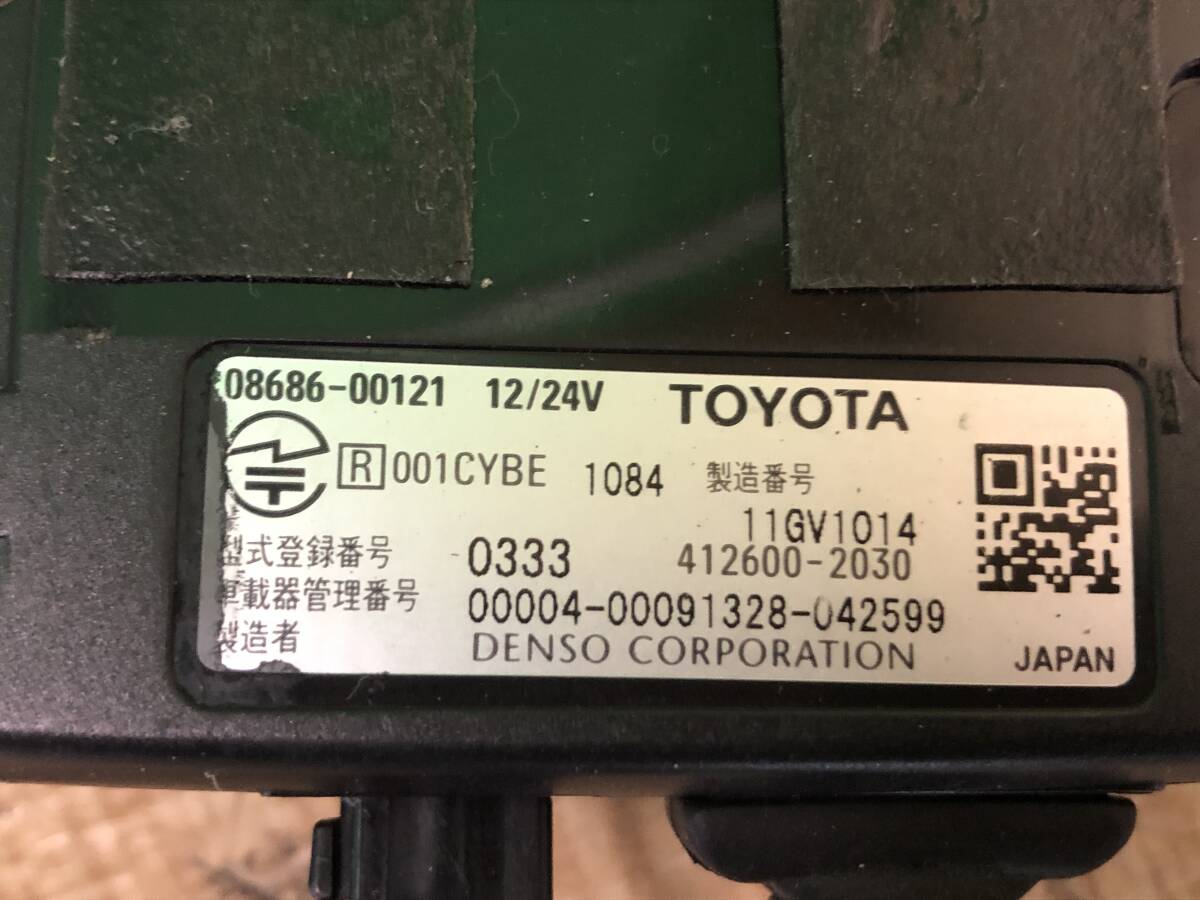 08686-00121 12/24V TOYOTA
R 001CYBE 1084 製造番号
11GV1014
型式登録番号 0333 412600-2030
車載器管理番号 00004-00091328-042599
製造者 DENSO CORPORATION JAPAN